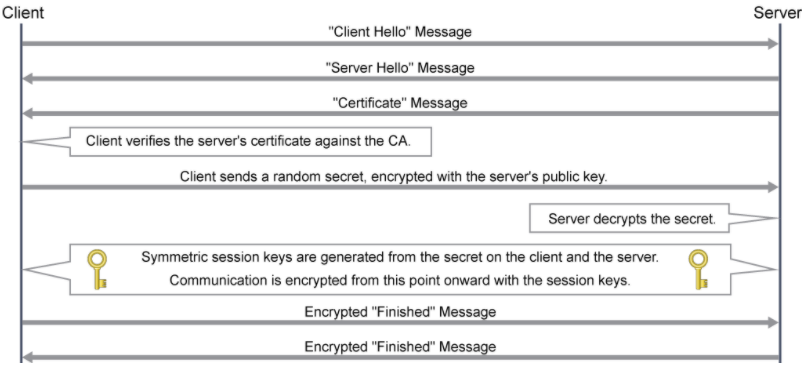 Client
Server
"Client Hello" Message
"Server Hello" Message
"Certificate" Message
Client verifies the server's certificate against the CA.
Client sends a random secret, encrypted with the server's public key.
Server decrypts the secret.
Symmetric session keys are generated from the secret on the client and the server.
Communication is encrypted from this point onward with the session keys.
Encrypted "Finished" Message
Encrypted "Finished" Message